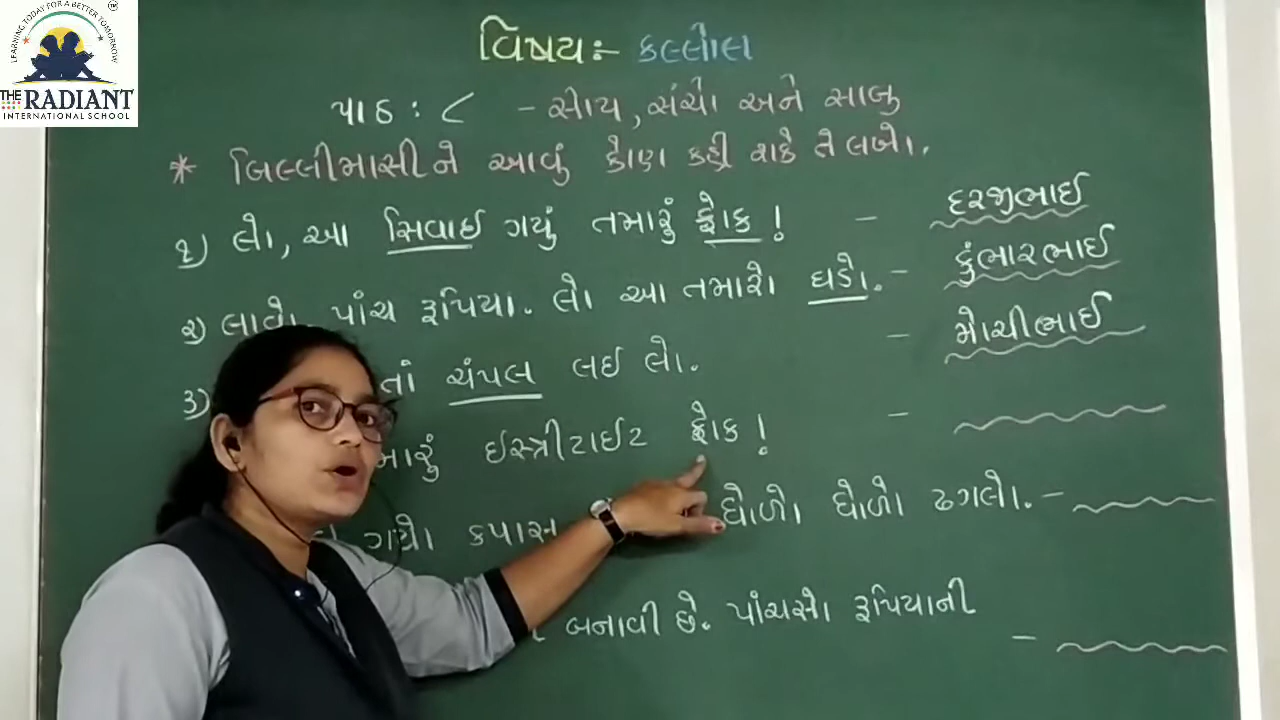 LEARNING TODAY FOR A BETTER TOMORROW
THE RADIANT
INTERNATIONAL SCHOOL
વિષય:- કલ્લોલ
પાઠ : ૮ - સોય, સંચો અને સાબુ
* બિલ્લીમાસીને આવું કોણ કહી શકે તે લખો.
૧) લો, આ સિવાઈ ગયું તમારું ફ્રોક ! - દરજીભાઈ
૨) લાવો પાંચ રૂપિયા. લો આ તમારો ઘડો. - કુંભારભાઈ
૩) તાં ચંપલ લઈ લો. - મોચીભાઈ
મારું ઈસ્ત્રીટાઈટ ફ્રોક ! -
ગયો કપાસ ધોળો ધોળો ઢગલો. -
બનાવી છે. પાંચસો રૂપિયાની -